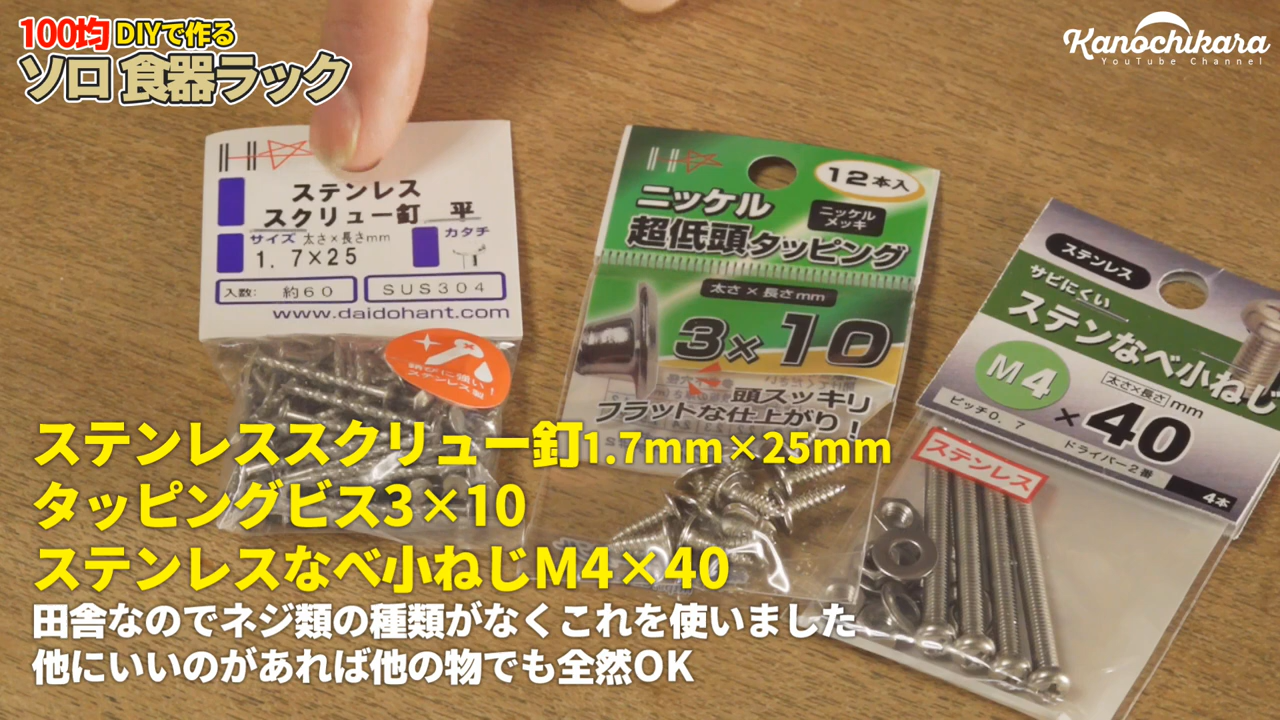 100均 DIYで作る
ソロ 食器ラック
Kanochikara
YouTube Channel
ステンレス
スクリュー釘 平
サイズ 太さ×長さmm
1.7×25
カタチ
入数: 約60
SUS304
www.daidohant.com
錆びに強い!
ステンレス製
12本入
ニッケル
ニッケル
メッキ
超低頭タッピング
太さ×長さmm
3×10
頭スッキリ
フラットな仕上がり!
ステンレス
サビにくい
ステンなべ小ねじ
M4×40
太さ×長さ mm
ピッチ0.7
ドライバー2番
4本
ステンレス
ステンレススクリュー釘1.7mm×25mm
タッピングビス3×10
ステンレスなべ小ねじM4×40
田舎なのでネジ類の種類がなくこれを使いました
他にいいのがあれば他の物でも全然OK